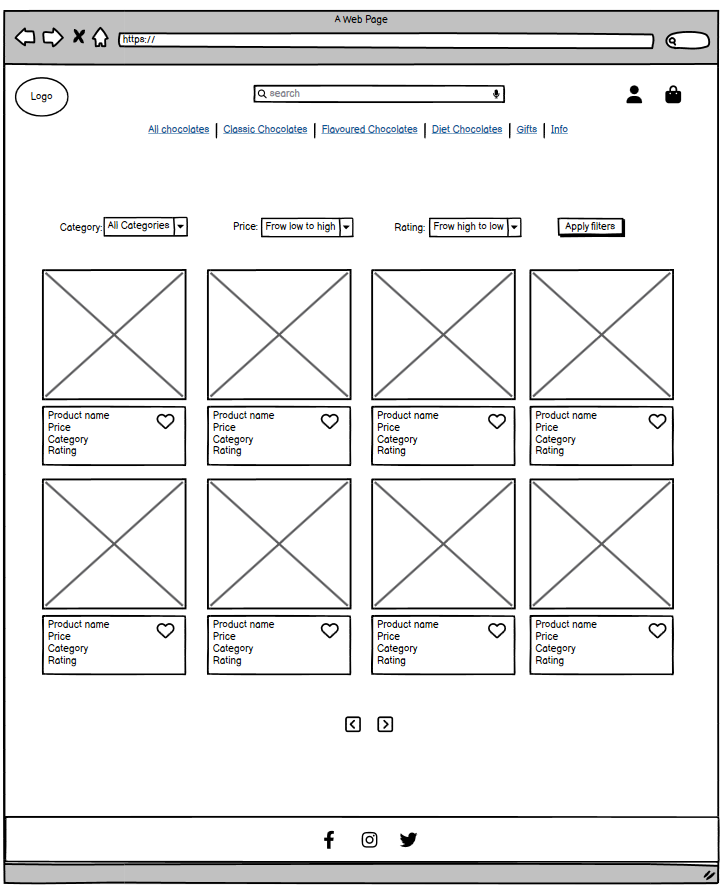 A Web Page
https://
Logo
search
All chocolates | Classic Chocolates | Flavoured Chocolates | Diet Chocolates | Gifts | Info
Category: All Categories Price: Frow low to high Rating: Frow high to low Apply filters
Product name Product name Product name Product name
Price Price Price Price
Category Category Category Category
Rating Rating Rating Rating
Product name Product name Product name Product name
Price Price Price Price
Category Category Category Category
Rating Rating Rating Rating